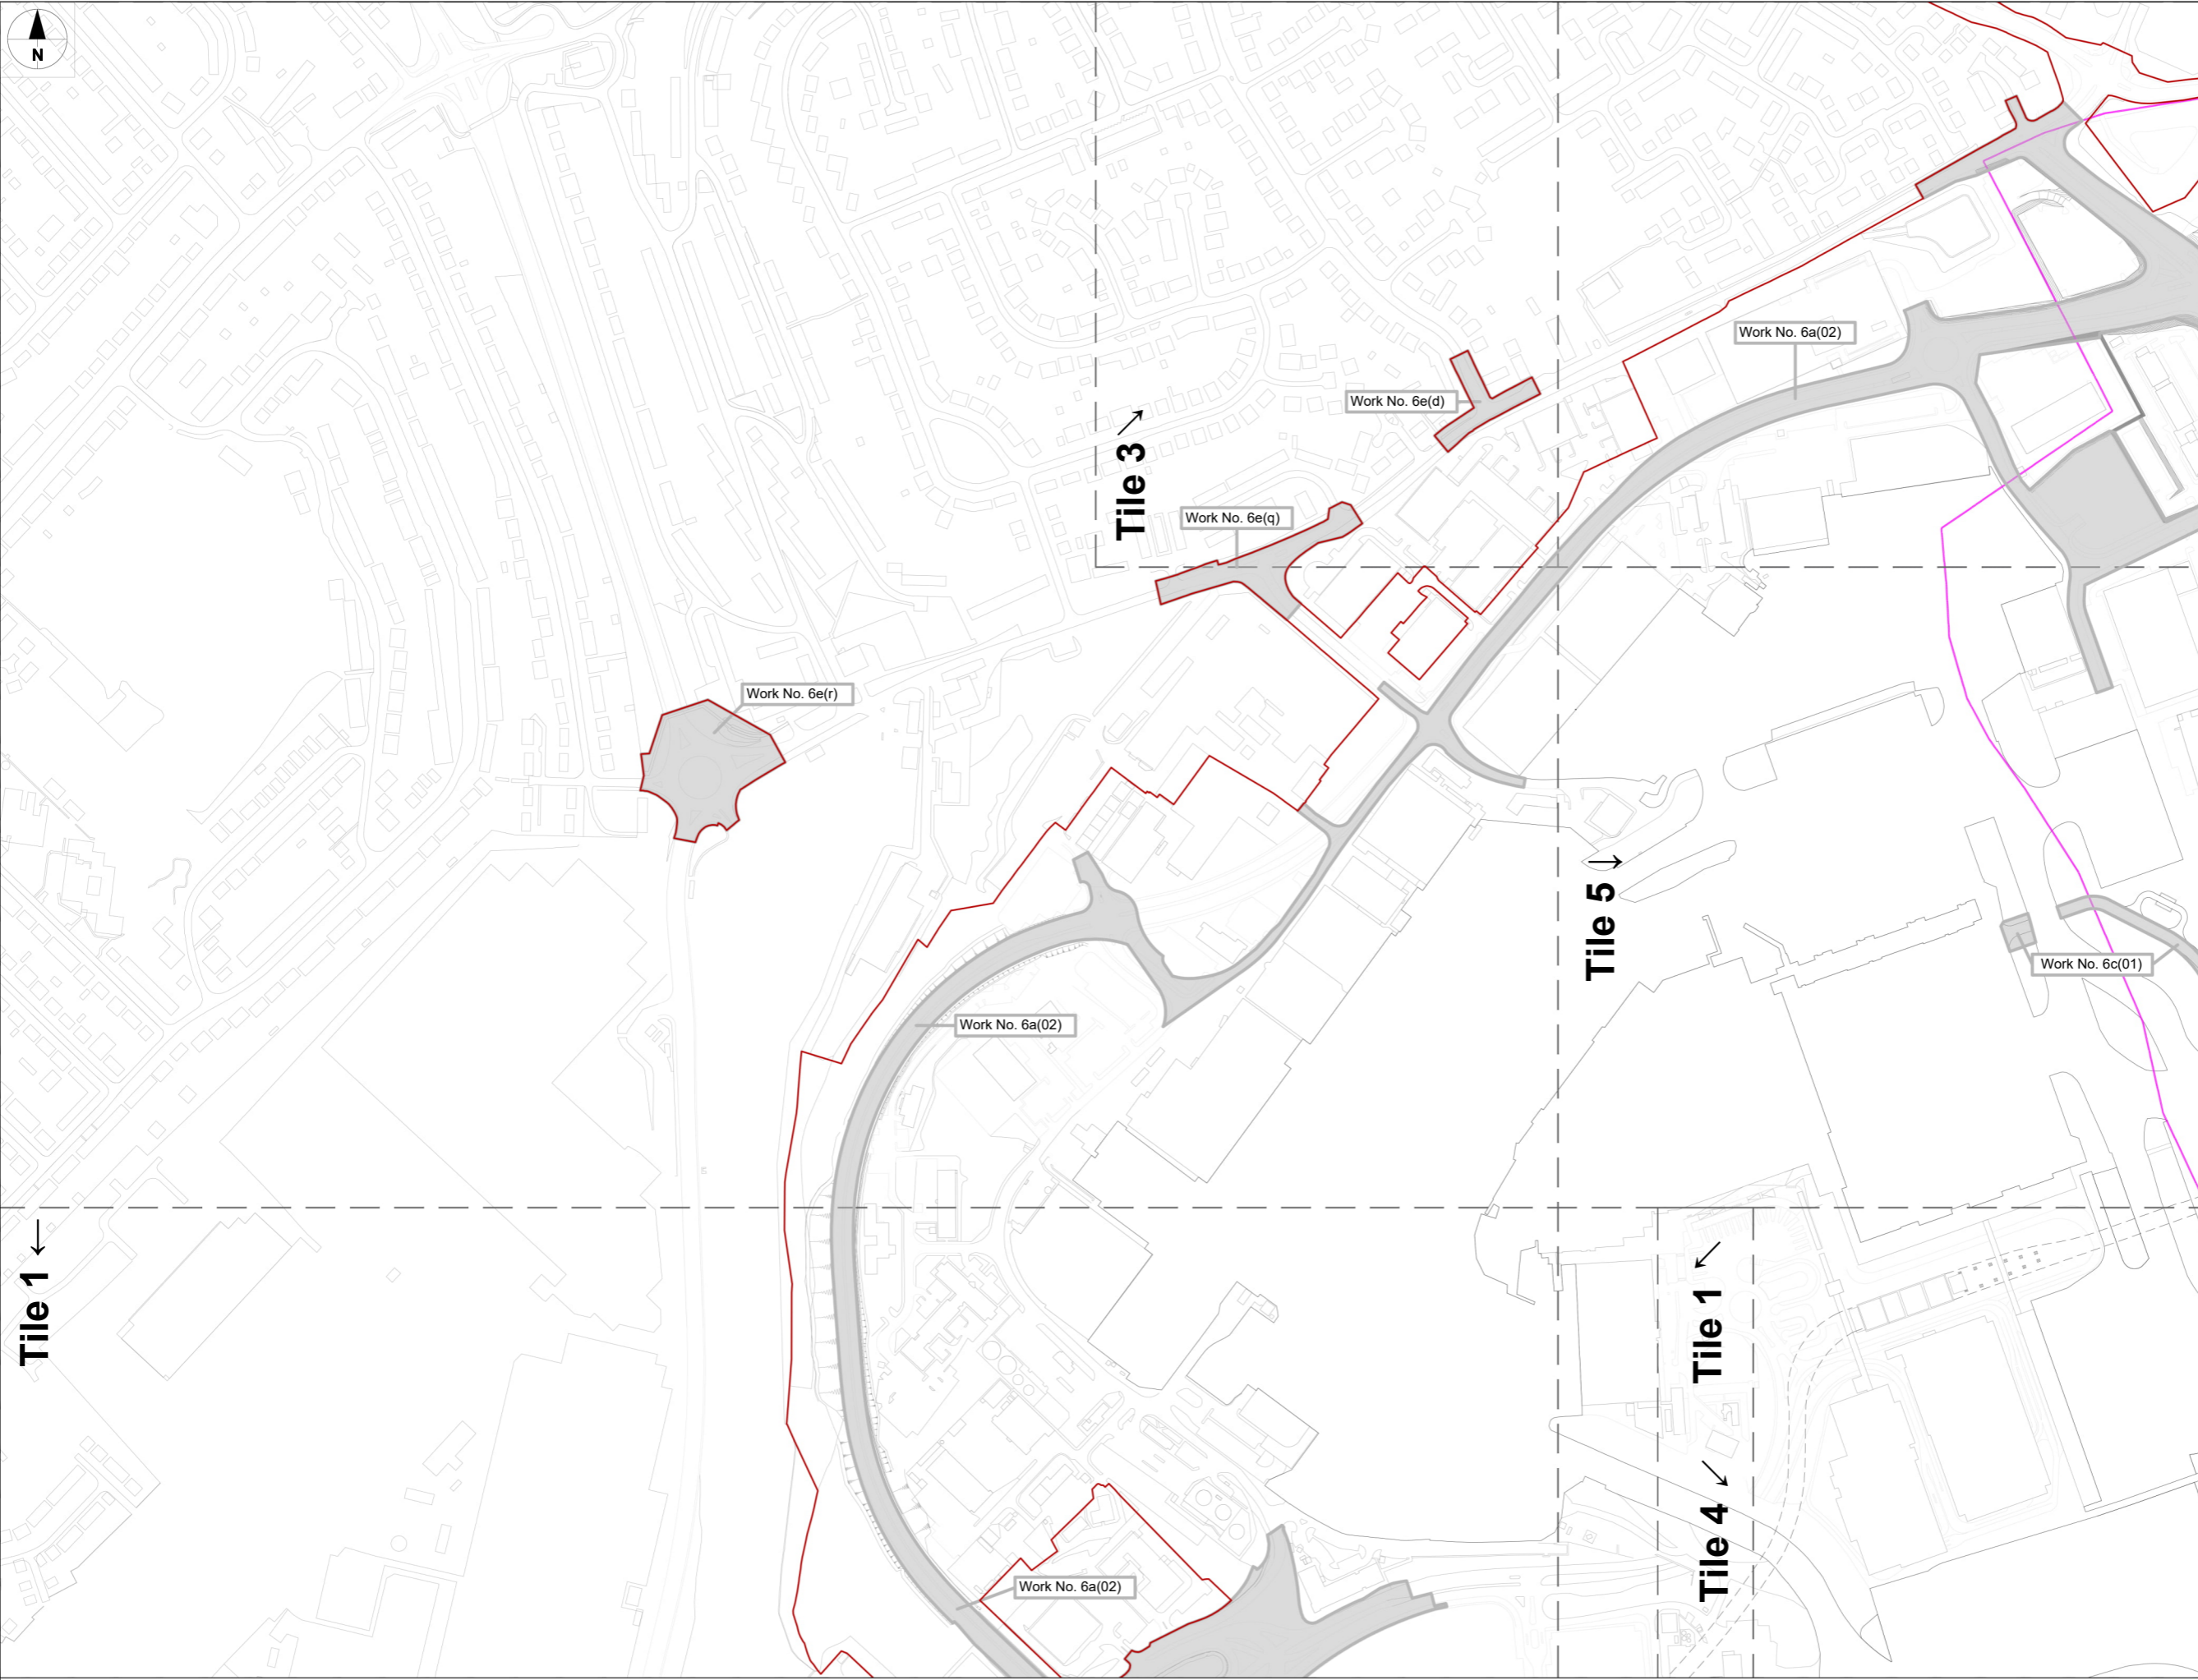 N
Work No. 6a(02)
Work No. 6e(d)
Tile 3
Work No. 6e(q)
Work No. 6e(r)
Tile 5
Work No. 6c(01)
Work No. 6a(02)
Tile 1
Tile 1
Tile 4
Work No. 6a(02)